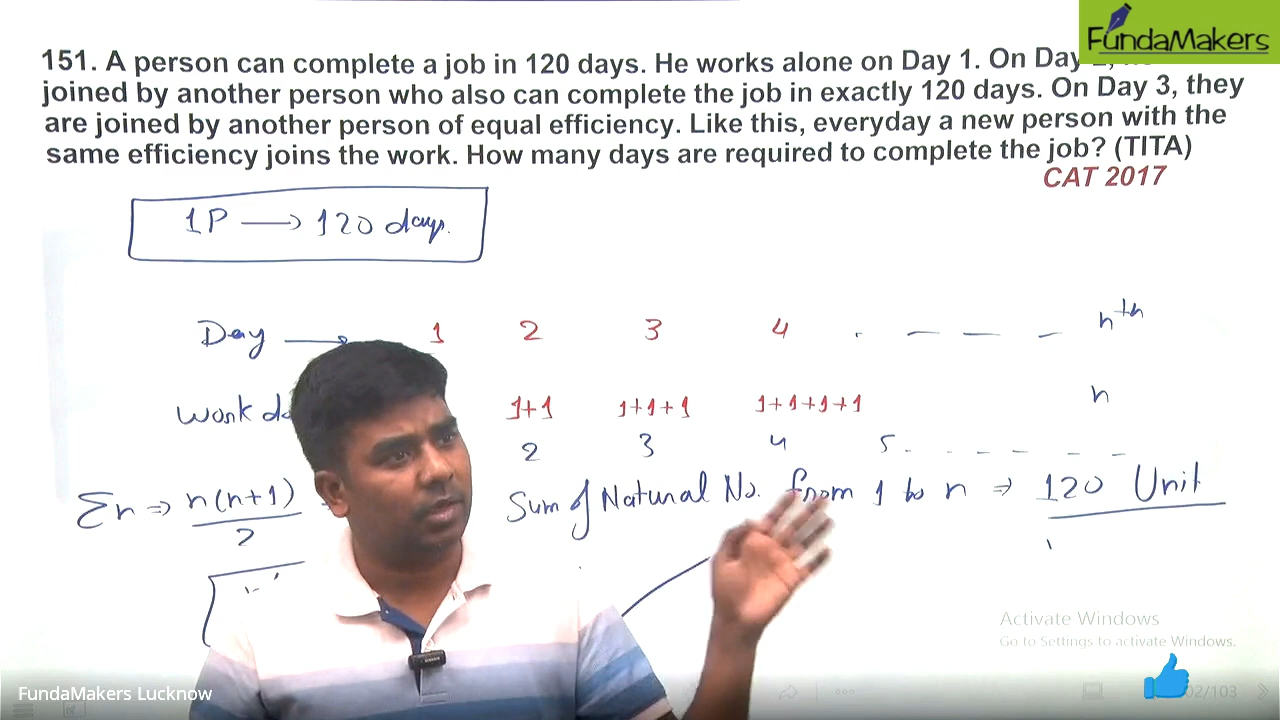 FundaMakers
151. A person can complete a job in 120 days. He works alone on Day 1. On Day
joined by another person who also can complete the job in exactly 120 days. On Day 3, they
are joined by another person of equal efficiency. Like this, everyday a new person with the
same efficiency joins the work. How many days are required to complete the job? (TITA)
CAT 2017
1P → 120 days.
Day → 1 2 3 4 . — — — nth
Work 1+1 1+1+1 1+1+1+1 n
2 3 4 5 . - - - - -
Σn ⇒ n(n+1)/2 Sum of Natural No. from 1 to n ⇒ 120 Unit
Activate Windows
Go to Settings to activate Windows.
FundaMakers Lucknow
02/103